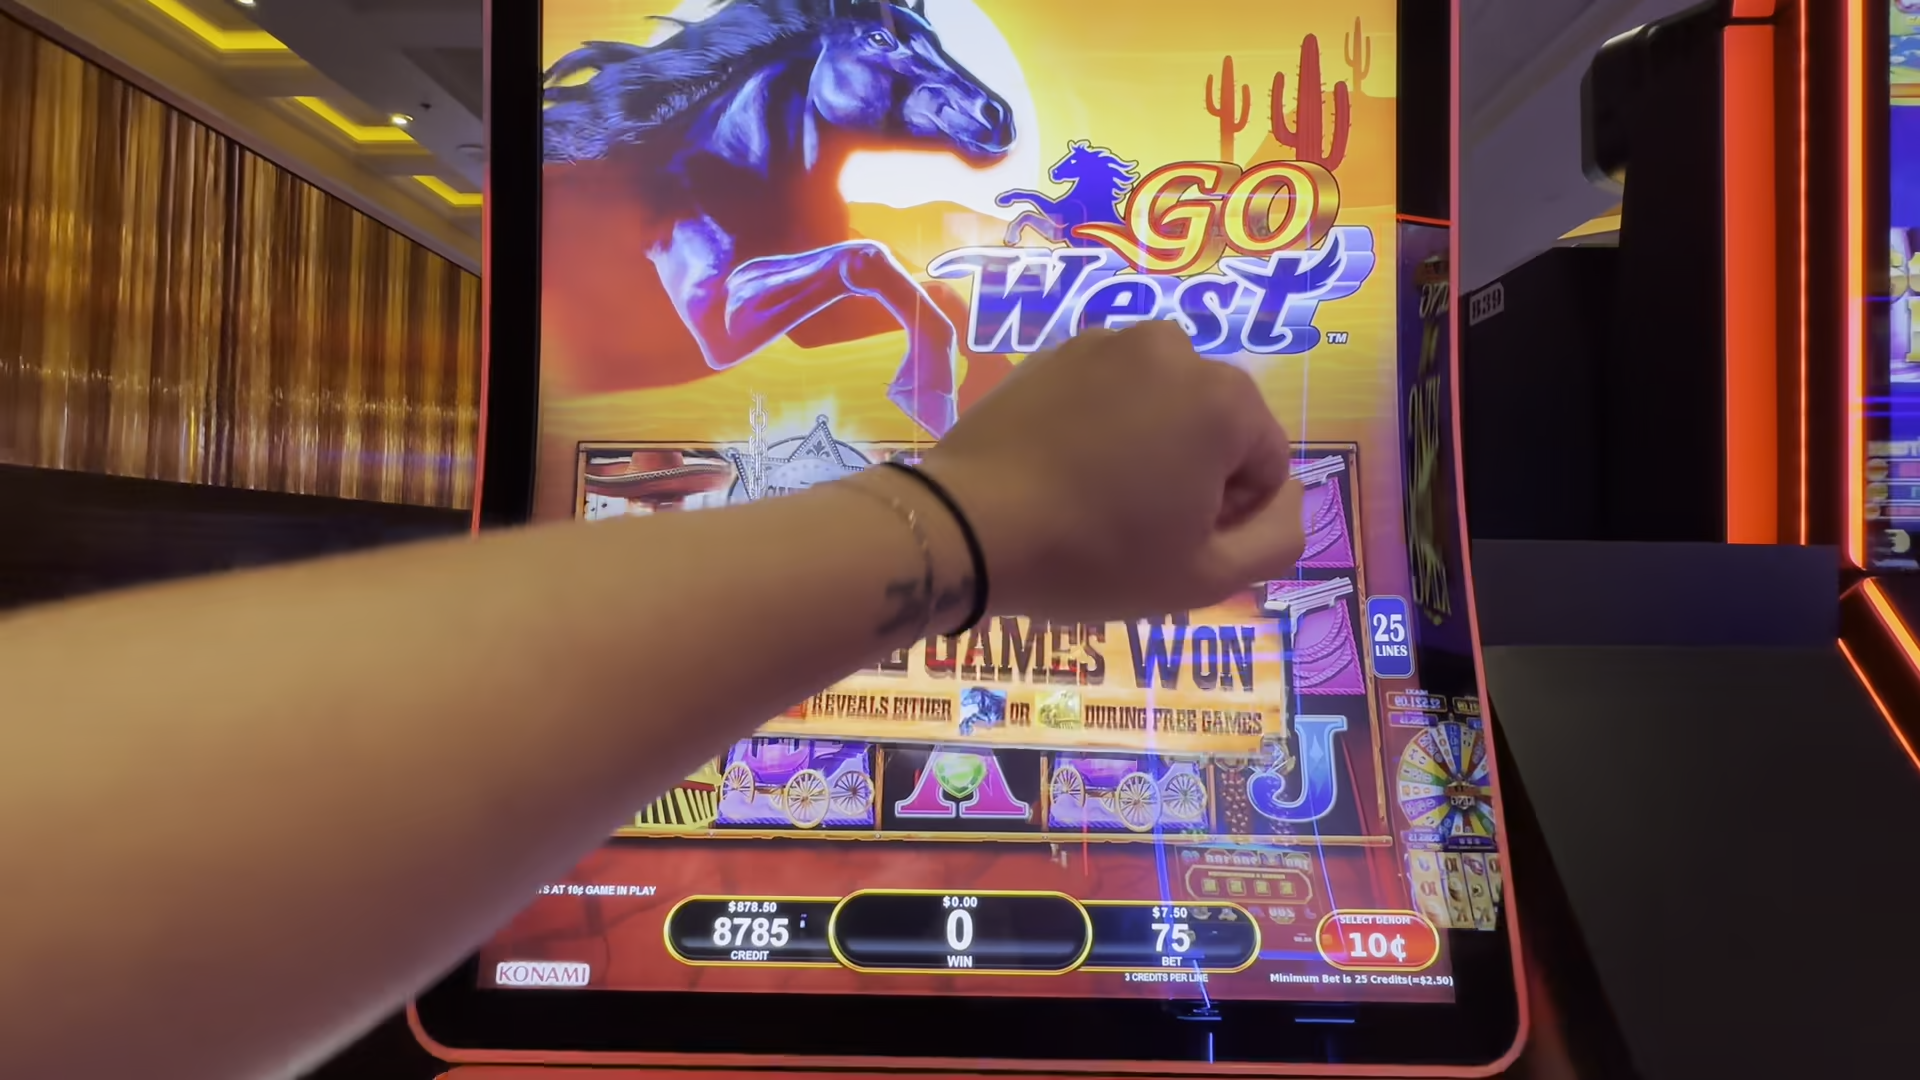 GO
West™
B39
GAMES WON
REVEALS EITHER OR DURING FREE GAMES
25
LINES
A
J
AT 10¢ GAME IN PLAY
$878.50
8785
CREDIT
$0.00
0
WIN
$7.50
75
BET
3 CREDITS PER LINE
SELECT DENOM
10¢
Minimum Bet is 25 Credits(=$2.50)
KONAMI